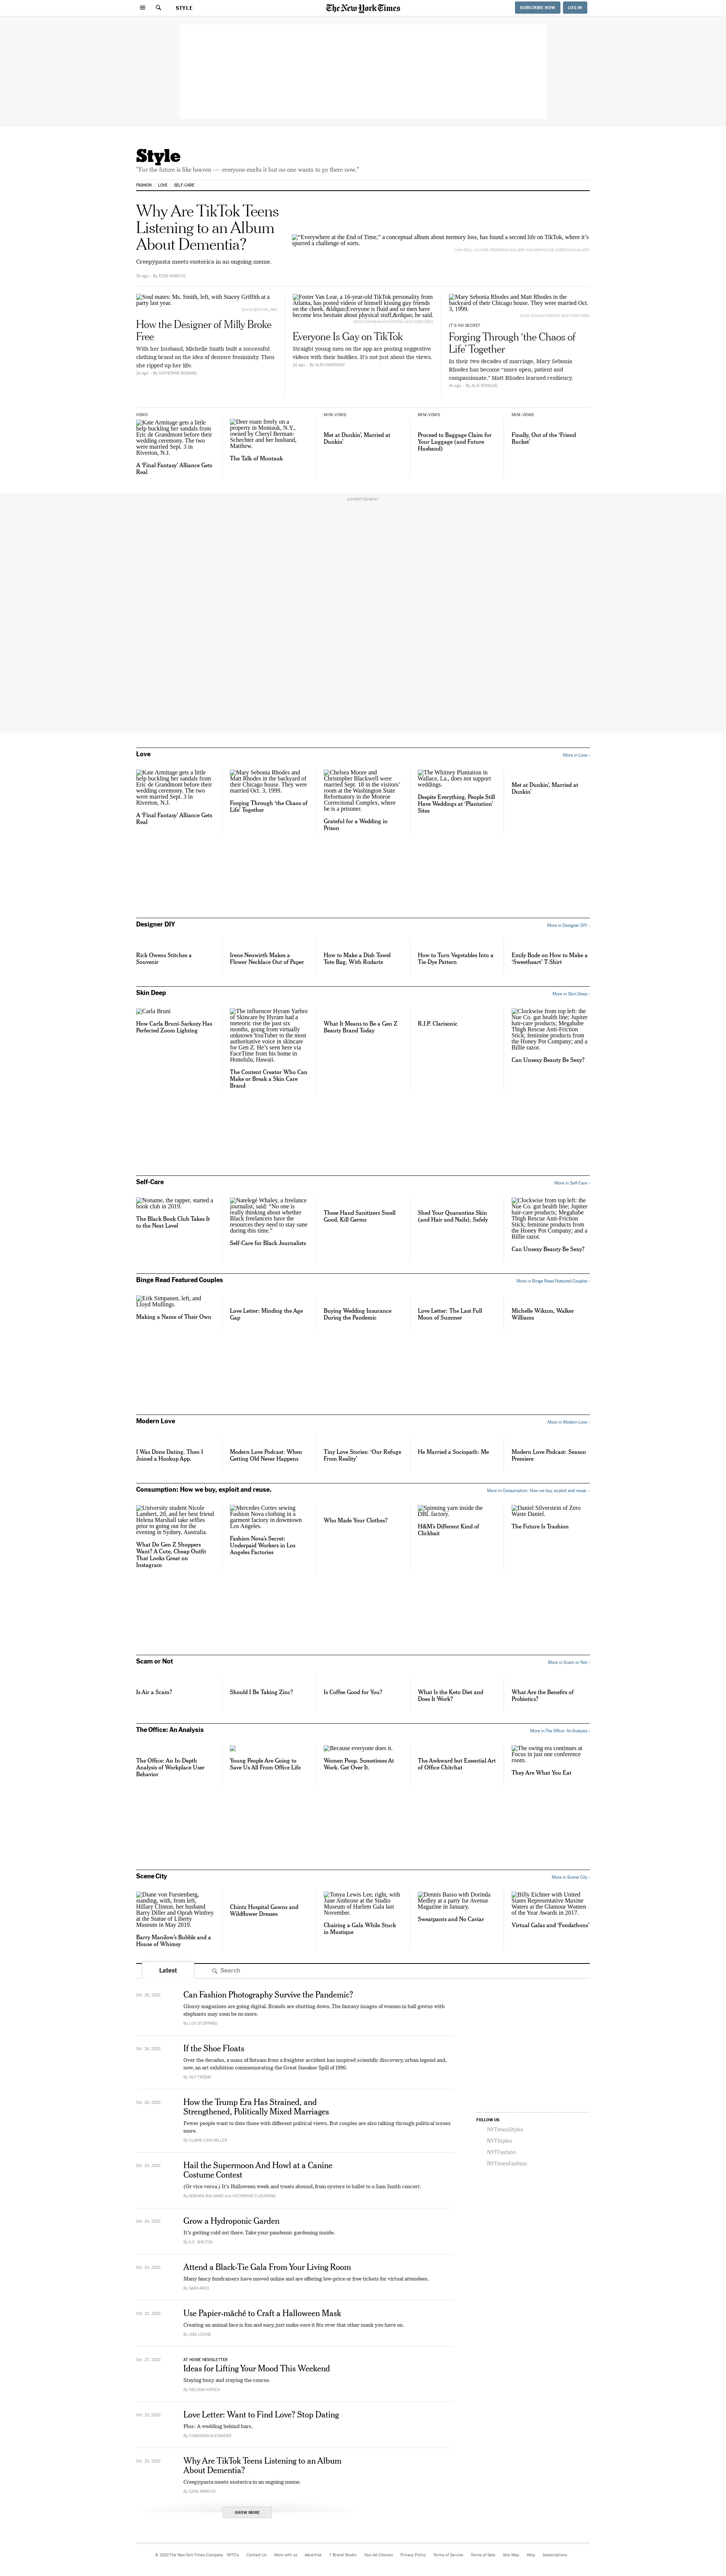 STYLE
The New York Times
SUBSCRIBE NOW
LOG IN
Style
"For the future is like heaven — everyone exalts it but no one wants to go there now."
FASHION
LOVE
SELF-CARE
Why Are TikTok Teens
Listening to an Album
About Dementia?
Creepypasta meets esoterica in an ongoing meme.
3d ago · By EZRA MARCUS
"Everywhere at the End of Time," a conceptual album about memory loss, has found a second life on TikTok, where it's
spurred a challenge of sorts.
Soul mates: Ms. Smith, left, with Stacey Griffith at a
party last year.
How the Designer of Milly Broke
Free
With her husband, Michelle Smith built a successful
clothing brand on the idea of demure femininity. Then
she ripped up her life.
2d ago · By KATHERINE ROSMAN
Foster Van Lear, a 16-year-old TikTok personality from
Atlanta, has posted videos of himself kissing guy friends
on the cheek. &ldquo;Everyone is fluid and so men have
become less hesitant about physical stuff,&rdquo; he said.
Everyone Is Gay on TikTok
Straight young men on the app are posting suggestive
videos with their buddies. It's not just about the views.
2d ago · By ALEX HAWGOOD
Mary Sebonia Rhodes and Matt Rhodes in the
backyard of their Chicago house. They were married Oct.
3, 1999.
IT'S NO SECRET
Forging Through 'the Chaos of
Life' Together
In their two decades of marriage, Mary Sebonia
Rhodes has become "more open, patient and
compassionate." Matt Rhodes learned resiliency.
4h ago · By ALIX STRAUSS
VOWS
Kate Armitage gets a little
help buckling her sandals from
Eric de Grandmont before their
wedding ceremony. The two
were married Sept. 3 in
Riverton, N.J.
A 'Final Fantasy' Alliance Gets
Real
Deer roam freely on a
property in Montauk, N.Y.,
owned by Cheryl Berman-
Schlechter and her husband,
Matthew.
The Talk of Montauk
MINI-VOWS
Met at Dunkin', Married at
Dunkin'
MINI-VOWS
Proceed to Baggage Claim for
Your Luggage (and Future
Husband)
MINI-VOWS
Finally, Out of the 'Friend
Bucket'
ADVERTISEMENT
Love
More in Love ›
Kate Armitage gets a little
help buckling her sandals from
Eric de Grandmont before their
wedding ceremony. The two
were married Sept. 3 in
Riverton, N.J.
A 'Final Fantasy' Alliance Gets
Real
Mary Sebonia Rhodes and
Matt Rhodes in the backyard of
their Chicago house. They were
married Oct. 3, 1999.
Forging Through 'the Chaos of
Life' Together
Chelsea Moore and
Christopher Blackwell were
married Sept. 18 in the visitors'
room at the Washington State
Reformatory in the Monroe
Correctional Complex, where
he is a prisoner.
Grateful for a Wedding in
Prison
The Whitney Plantation in
Wallace, La., does not support
weddings.
Despite Everything, People Still
Have Weddings at 'Plantation'
Sites
Met at Dunkin', Married at
Dunkin'
Designer DIY
More in Designer DIY ›
Rick Owens Stitches a
Souvenir
Irene Neuwirth Makes a
Flower Necklace Out of Paper
How to Make a Dish Towel
Tote Bag, With Rodarte
How to Turn Vegetables Into a
Tie-Dye Pattern
Emily Bode on How to Make a
'Sweetheart' T-Shirt
Skin Deep
More in Skin Deep ›
Carla Bruni
How Carla Bruni-Sarkozy Has
Perfected Zoom Lighting
The influencer Hyram Yarbro
of Skincare by Hyram had a
meteoric rise the past six
months, going from virtually
unknown YouTuber to the most
authoritative voice in skincare
for Gen Z. He's seen here via
FaceTime from his home in
Honolulu, Hawaii.
The Content Creator Who Can
Make or Break a Skin Care
Brand
What It Means to Be a Gen Z
Beauty Brand Today
R.I.P. Clarisonic
Clockwise from top left: the
Nue Co. gut health line; Jupiter
hair-care products; Megababe
Thigh Rescue Anti-Friction
Stick; feminine products from
the Honey Pot Company; and a
Billie razor.
Can Unsexy Beauty Be Sexy?
Self-Care
More in Self-Care ›
Noname, the rapper, started a
book club in 2019.
The Black Book Club Takes It
to the Next Level
Natelegé Whaley, a freelance
journalist, said: "No one is
really thinking about whether
Black freelancers have the
resources they need to stay sane
during this time."
Self-Care for Black Journalists
These Hand Sanitizers Smell
Good, Kill Germs
Shed Your Quarantine Skin
(and Hair and Nails), Safely
Clockwise from top left: the
Nue Co. gut health line; Jupiter
hair-care products; Megababe
Thigh Rescue Anti-Friction
Stick; feminine products from
the Honey Pot Company; and a
Billie razor.
Can Unsexy Beauty Be Sexy?
Binge Read Featured Couples
More in Binge Read Featured Couples ›
Erik Simpanen, left, and
Lloyd Mullings.
Making a Name of Their Own
Love Letter: Minding the Age
Gap
Buying Wedding Insurance
During the Pandemic
Love Letter: The Last Full
Moon of Summer
Michelle Wikum, Walker
Williams
Modern Love
More in Modern Love ›
I Was Done Dating. Then I
Joined a Hookup App.
Modern Love Podcast: When
Getting Old Never Happens
Tiny Love Stories: 'Our Refuge
From Reality'
He Married a Sociopath: Me
Modern Love Podcast: Season
Premiere
Consumption: How we buy, exploit and reuse.
More in Consumption: How we buy, exploit and reuse. ›
University student Nicole
Lambert, 20, and her best friend
Helena Marshall take selfies
prior to going out for the
evening in Sydney, Australia.
What Do Gen Z Shoppers
Want? A Cute, Cheap Outfit
That Looks Great on
Instagram
Mercedes Cortes sewing
Fashion Nova clothing in a
garment factory in downtown
Los Angeles.
Fashion Nova's Secret:
Underpaid Workers in Los
Angeles Factories
Who Made Your Clothes?
Spinning yarn inside the
DBL factory.
H&M's Different Kind of
Clickbait
Daniel Silverstein of Zero
Waste Daniel.
The Future Is Trashion
Scam or Not
More in Scam or Not ›
Is Air a Scam?
Should I Be Taking Zinc?
Is Coffee Good for You?
What Is the Keto Diet and
Does It Work?
What Are the Benefits of
Probiotics?
The Office: An Analysis
More in The Office: An Analysis ›
The Office: An In-Depth
Analysis of Workplace User
Behavior
Young People Are Going to
Save Us All From Office Life
Because everyone does it.
Women Poop. Sometimes At
Work. Get Over It.
The Awkward but Essential Art
of Office Chitchat
The swing era continues at
Focus in just one conference
room.
They Are What You Eat
Scene City
More in Scene City ›
Diane von Furstenberg,
standing, with, from left,
Hillary Clinton, her husband
Barry Diller and Oprah Winfrey
at the Statue of Liberty
Museum in May 2019.
Barry Manilow's Bubble and a
House of Whimsy
Chintz Hospital Gowns and
Wildflower Dresses
Tonya Lewis Lee, right, with
June Ambrose at the Studio
Museum of Harlem Gala last
November.
Chairing a Gala While Stuck
in Mustique
Dennis Basso with Dorinda
Medley at a party for Avenue
Magazine in January.
Sweatpants and No Caviar
Billy Eichner with United
States Representative Maxine
Waters at the Glamour Women
of the Year Awards in 2017.
Virtual Galas and 'Foodathons'
Latest
Search
Can Fashion Photography Survive the Pandemic?
Glossy magazines are going digital. Brands are shutting down. The fantasy images of women in ball gowns with
elephants may soon be no more.
By LOU STOPPARD
If the Shoe Floats
Over the decades, a mass of flotsam from a freighter accident has inspired scientific discovery, urban legend and,
now, an art exhibition commemorating the Great Sneaker Spill of 1990.
By GUY TREBAY
How the Trump Era Has Strained, and
Strengthened, Politically Mixed Marriages
Fewer people want to date those with different political views. But couples are also talking through political issues
more.
By CLAIRE CAIN MILLER
FOLLOW US
NYTimesStyles
NYTStyles
NYTFashion
NYTimesFashion
Hail the Supermoon And Howl at a Canine
Costume Contest
(Or vice versa.) It's Halloween week and treats abound, from oysters to ballet to a Sam Smith concert.
By ADRIANA BALSAMO and KATHERINE CUSUMANO
Oct. 24, 2020
Grow a Hydroponic Garden
It's getting cold out there. Take your pandemic gardening inside.
By A.C. SHILTON
Oct. 24, 2020
Attend a Black-Tie Gala From Your Living Room
Many charity fundraisers have moved online and are offering low-price or free tickets for virtual attendees.
By SARA ARIDI
Use Papier-mâché to Craft a Halloween Mask
Creating an animal face is fun and easy, just make sure it fits over that other mask you have on.
By JODI LEVINE
Oct. 23, 2020
AT HOME NEWSLETTER
Ideas for Lifting Your Mood This Weekend
Staying busy and staying the course.
By MELISSA KIRSCH
Oct. 23, 2020
Love Letter: Want to Find Love? Stop Dating
Plus: A wedding behind bars.
By CHARANNA ALEXANDER
Oct. 23, 2020
Why Are TikTok Teens Listening to an Album
About Dementia?
Creepypasta meets esoterica in an ongoing meme.
By EZRA MARCUS
SHOW MORE
© 2020 The New York Times Company
NYTCo
Contact Us
Work with us
Advertise
T Brand Studio
Your Ad Choices
Privacy Policy
Terms of Service
Terms of Sale
Site Map
Help
Subscriptions